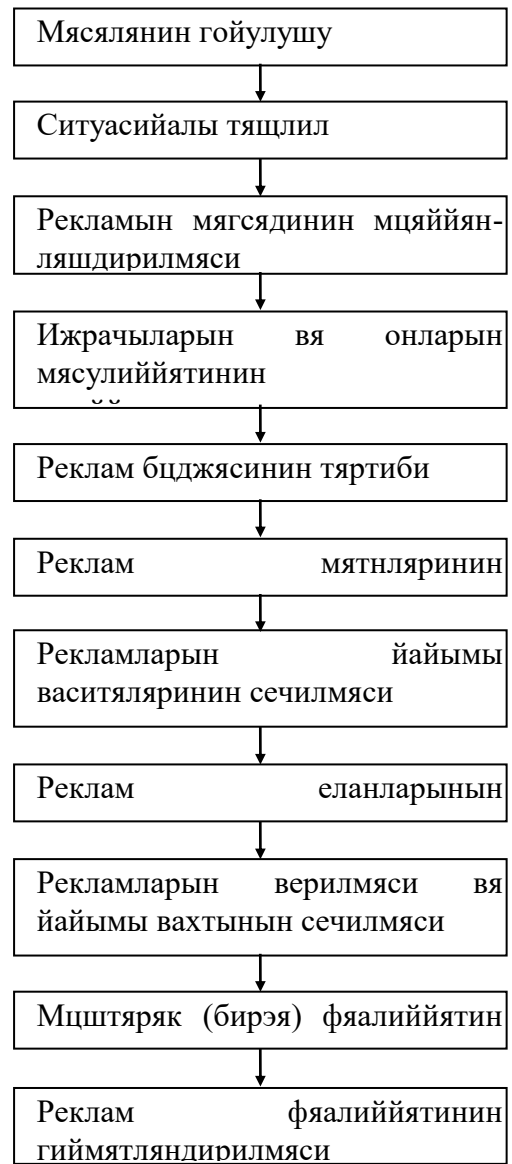 Мясялянин гойулушу
Ситуасийалы тящлил
Рекламын мягсядинин мцяййян-
ляшдирилмяси
Ижрачыларын вя онларын
мясулиййятинин
Реклам бцджясинин тяртиби
Реклам мятнляринин
Рекламларын йайымы
васитяляринин сечилмяси
Реклам еланларынын
Рекламларын верилмяси вя
йайымы вахтынын сечилмяси
Мцштяряк (бирэя) фяалиййятин
Реклам фяалиййятинин
гиймятляндирилмяси